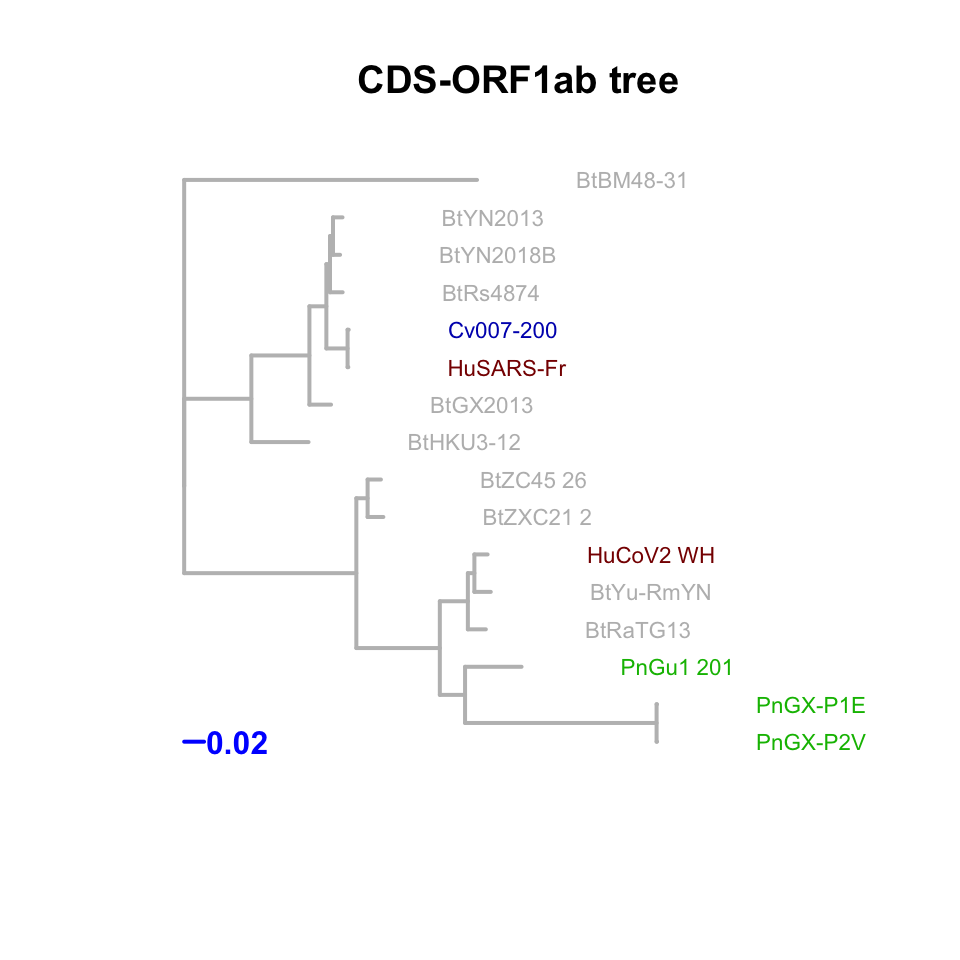 CDS-ORF1ab tree
BtBM48-31
BtYN2013
BtYN2018B
BtRs4874
Cv007-200
HuSARS-Fr
BtGX2013
BtHKU3-12
BtZC45 26
BtZXC21 2
HuCoV2 WH
BtYu-RmYN
BtRaTG13
PnGu1 201
PnGX-P1E
PnGX-P2V
0.02